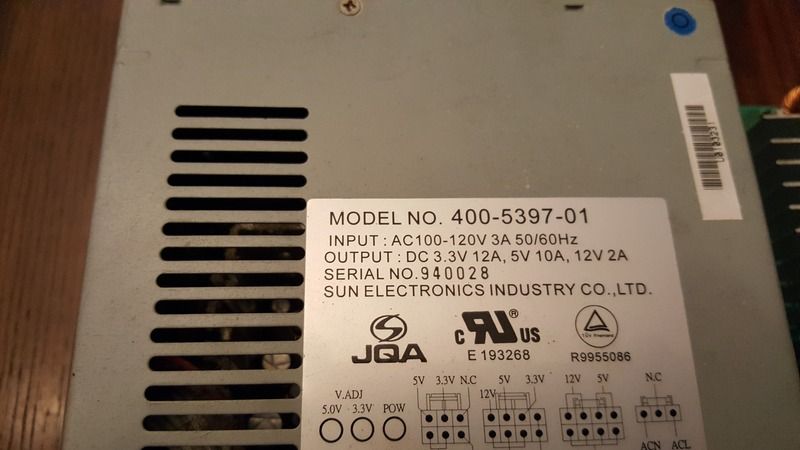 U0103231
MODEL NO. 400-5397-01
INPUT : AC100-120V 3A 50/60Hz
OUTPUT : DC 3.3V 12A, 5V 10A, 12V 2A
SERIAL NO.940028
SUN ELECTRONICS INDUSTRY CO.,LTD.
JQA
c RU ® US
E 193268
R9955086
V.ADJ
5.0V 3.3V POW
5V 3.3V N.C
12V 5V 3.3V
12V 5V
N.C
ACN ACL